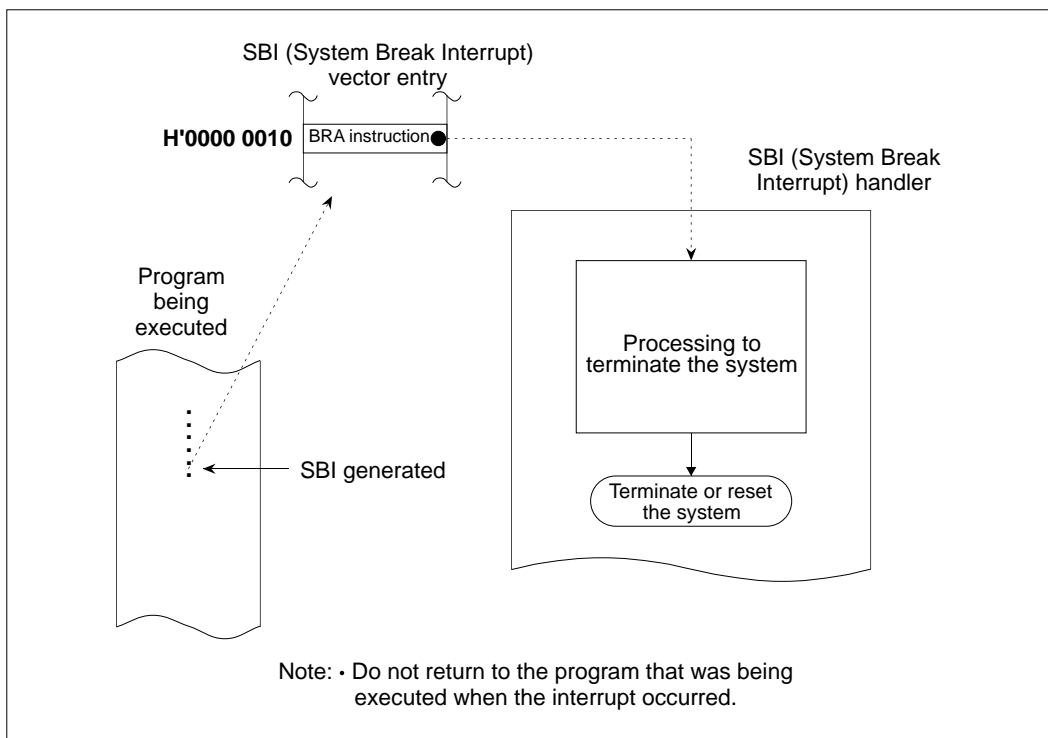 SBI (System Break Interrupt)
vector entry
H'0000 0010
BRA instruction
SBI (System Break
Interrupt) handler
Program
being
executed
Processing to
terminate the system
SBI generated
Terminate or reset
the system
Note: • Do not return to the program that was being
executed when the interrupt occurred.